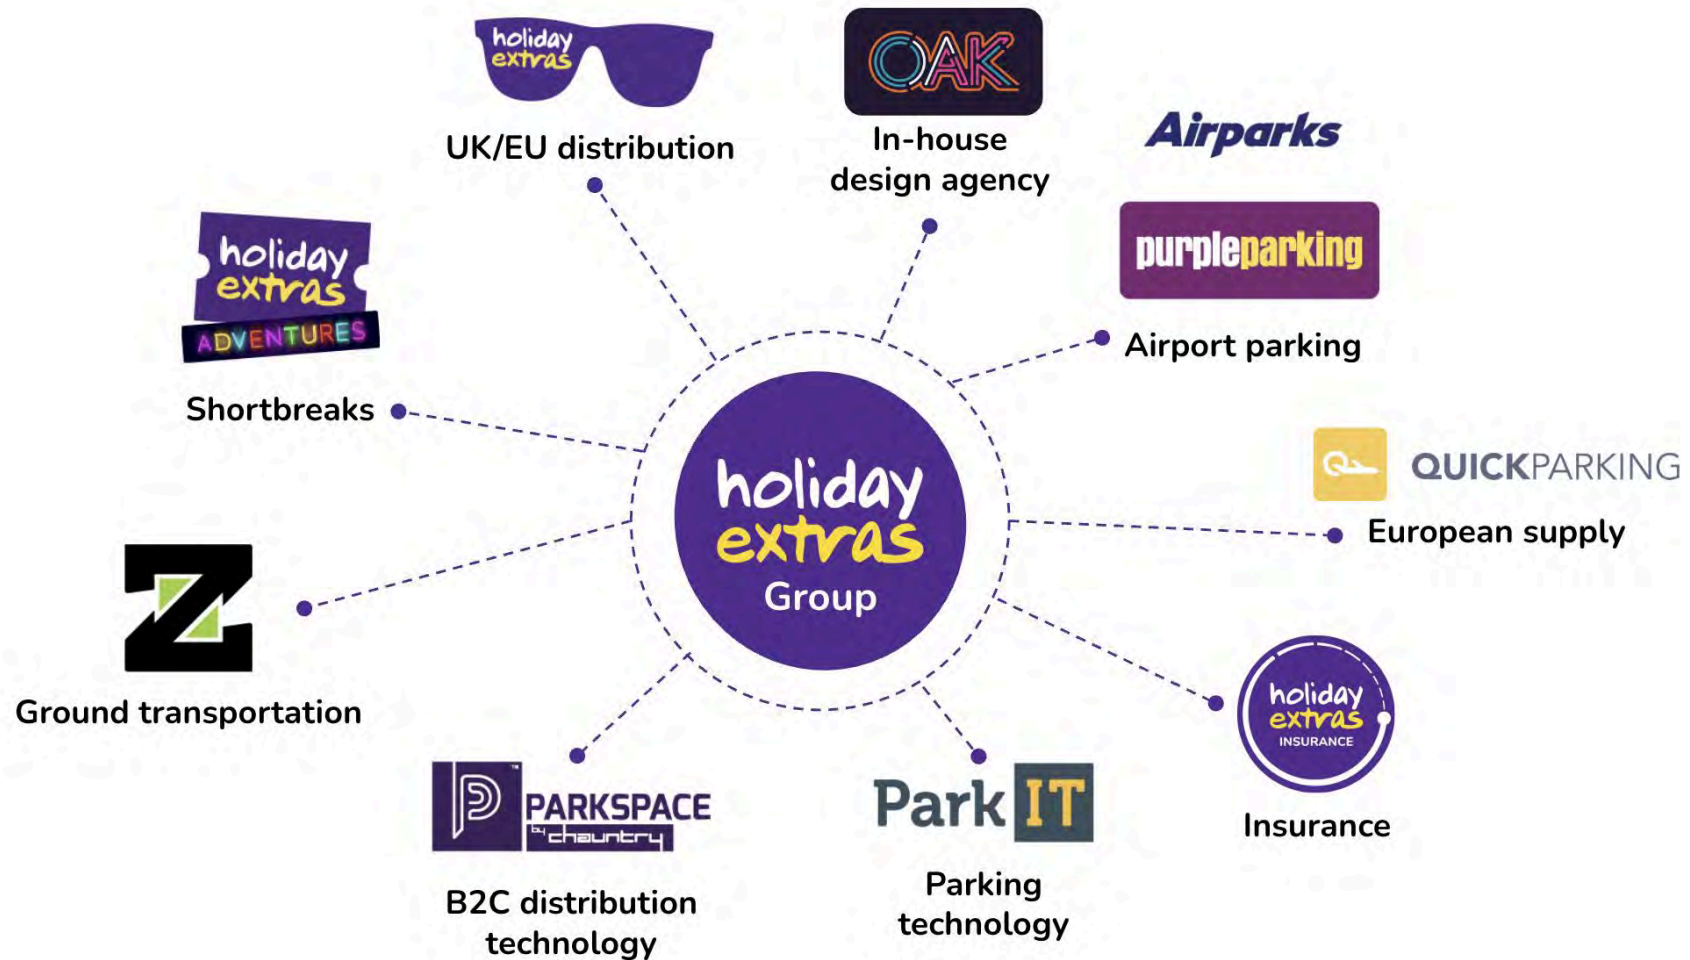 holiday
extras
UK/EU distribution
OAK
In-house
design agency
Airparks
purpleparking
Airport parking
QUICKPARKING
European supply
holiday
extras
INSURANCE
Insurance
Park IT
Parking
technology
PARKSPACE
by chauntry
B2C distribution
technology
Z
Ground transportation
holiday
extras
ADVENTURES
Shortbreaks
holiday
extras
Group